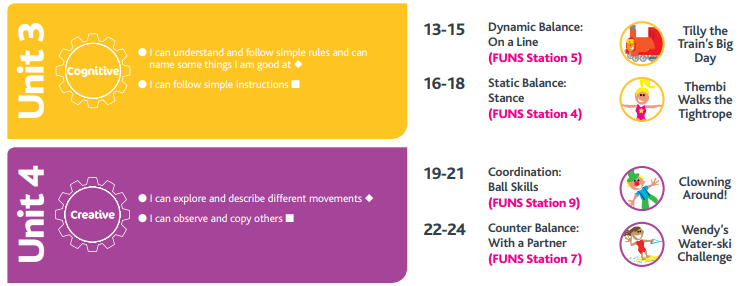 Unit 3
Cognitive
● I can understand and follow simple rules and can
name some things I am good at ◆
● I can follow simple instructions ■
13-15
Dynamic Balance:
On a Line
(FUNS Station 5)
Tilly the
Train's Big
Day
16-18
Static Balance:
Stance
(FUNS Station 4)
Thembi
Walks the
Tightrope
Unit 4
Creative
● I can explore and describe different movements ◆
● I can observe and copy others ■
19-21
Coordination:
Ball Skills
(FUNS Station 9)
Clowning
Around!
22-24
Counter Balance:
With a Partner
(FUNS Station 7)
Wendy's
Water-ski
Challenge